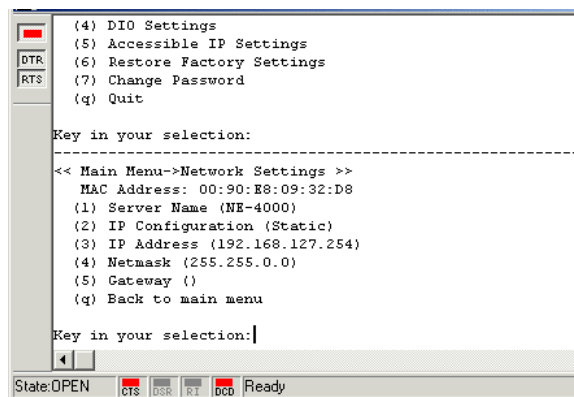 (4) DIO Settings
(5) Accessible IP Settings
(6) Restore Factory Settings
(7) Change Password
(q) Quit
Key in your selection:
--------------------------------------------------------------
<< Main Menu->Network Settings >>
MAC Address: 00:90:E8:09:32:D8
(1) Server Name (NE-4000)
(2) IP Configuration (Static)
(3) IP Address (192.168.127.254)
(4) Netmask (255.255.0.0)
(5) Gateway ()
(q) Back to main menu
Key in your selection:
DTR
RTS
State:OPEN CTS DSR RI DCD Ready